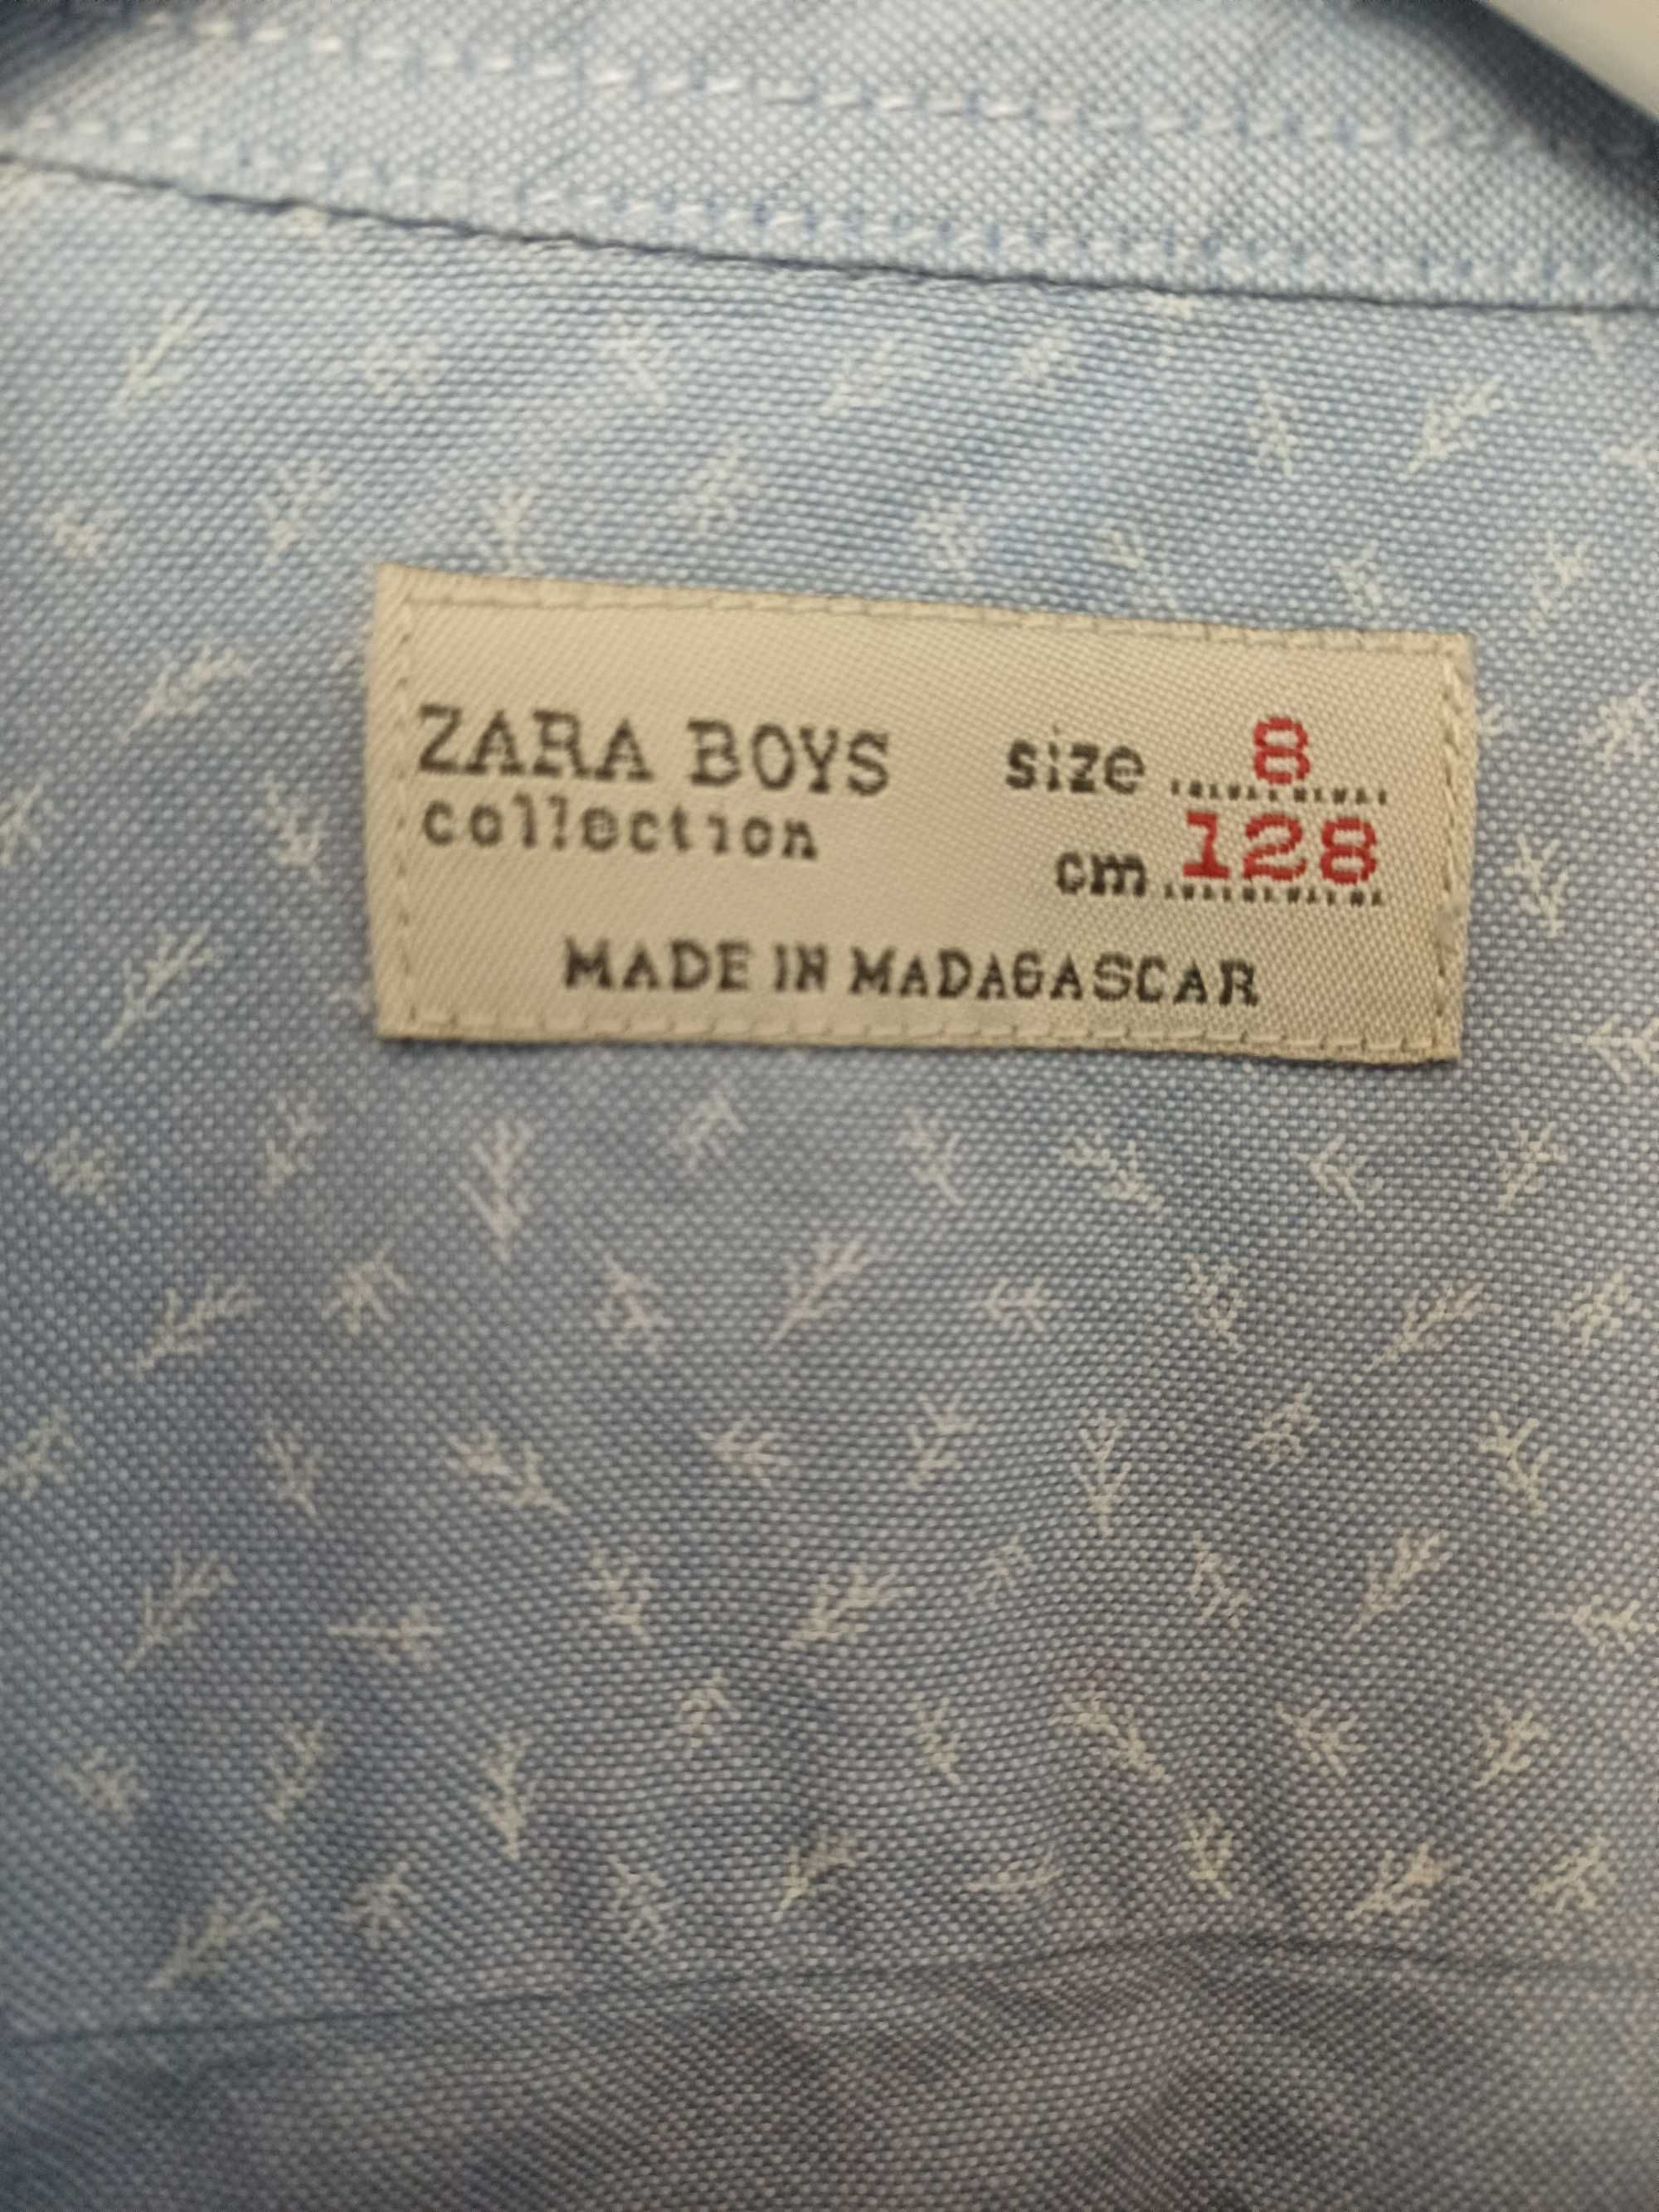 ZARA BOYS size 8
collection cm 128
MADE IN MADAGASCAR